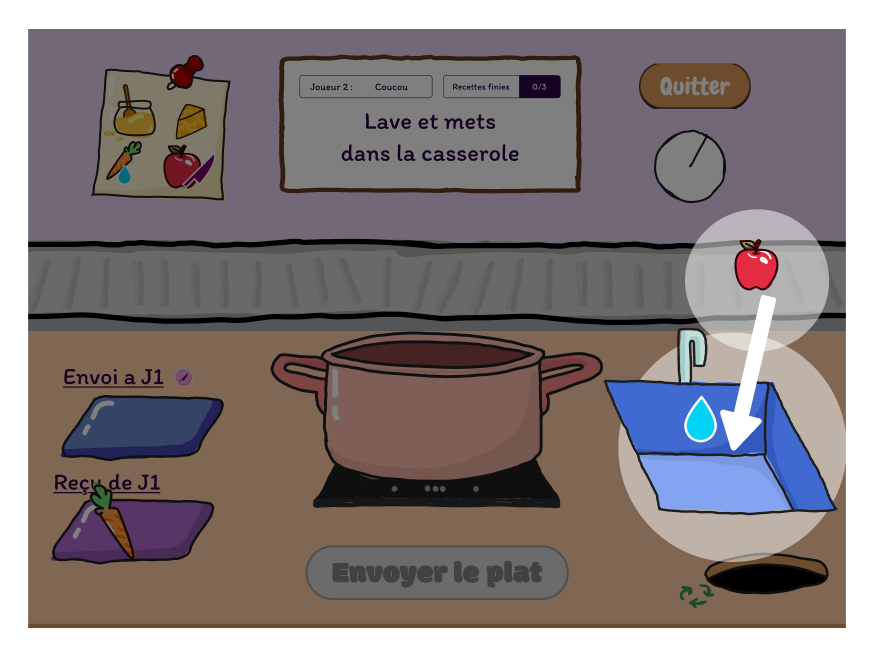 Joueur 2 : Coucou
Recettes finies 0/3
Quitter
Lave et mets
dans la casserole
Envoi a J1
Reçu de J1
Envoyer le plat